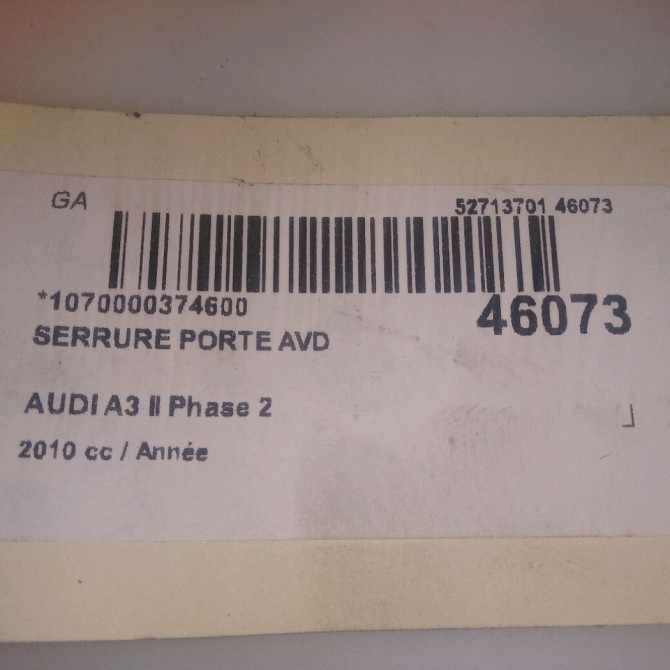 GA
52713701 46073
*1070000374600
46073
SERRURE PORTE AVD
AUDI A3 II Phase 2
2010 cc / Année